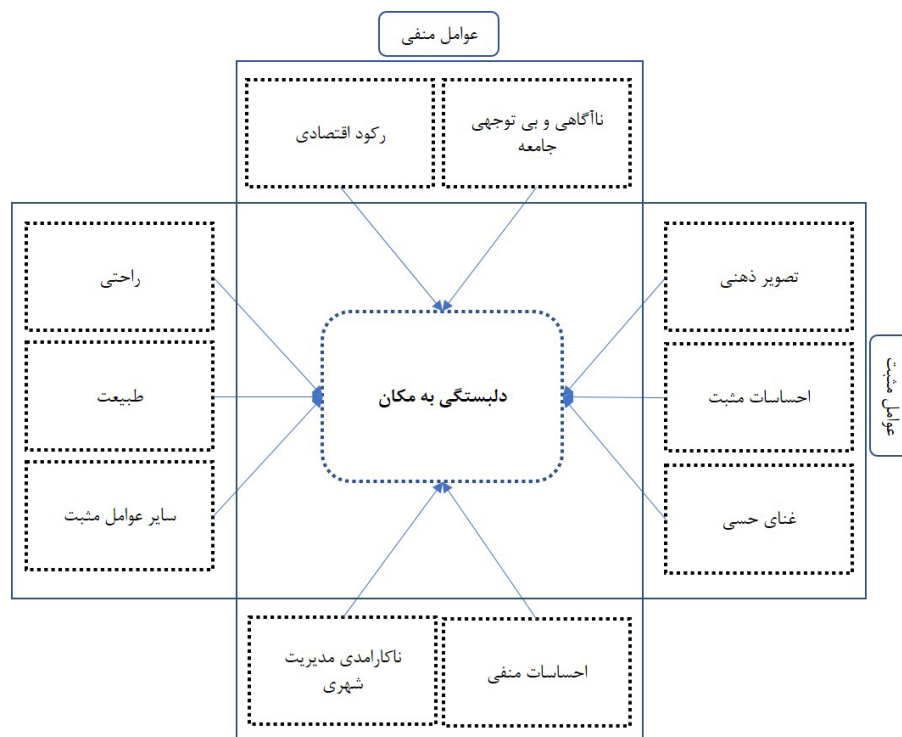 عوامل منفی
ناآگاهی و بی توجهی
جامعه
رکود اقتصادی
تصویر ذهنی
راحتی
احساسات مثبت
دلبستگی به مکان
طبیعت
عوامل مثبت
غنای حسی
سایر عوامل مثبت
احساسات منفی
ناکارامدی مدیریت
شهری